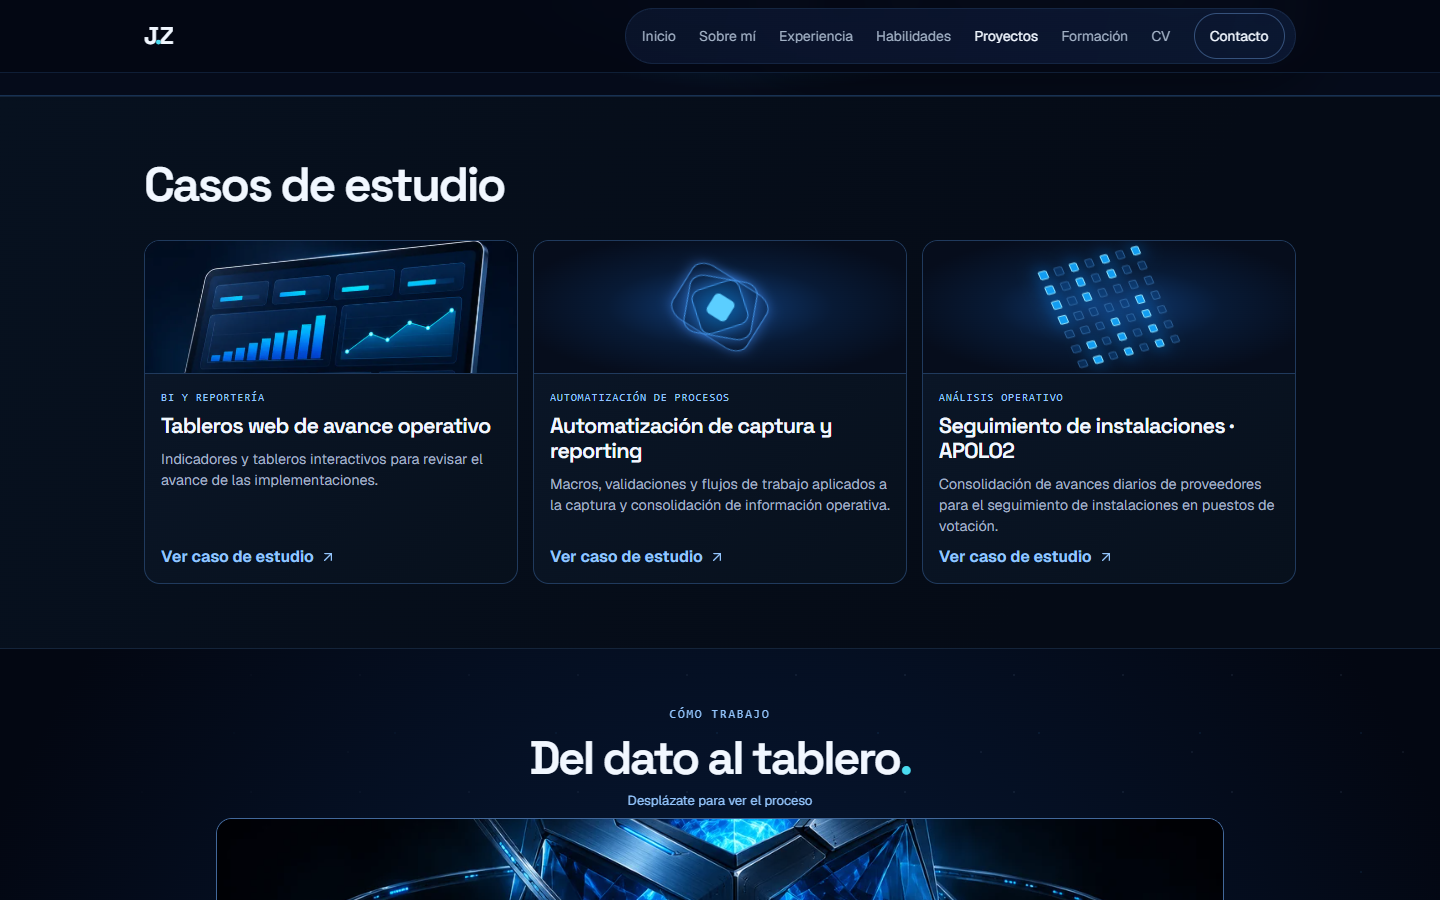 J.Z
Inicio
Sobre mí
Experiencia
Habilidades
Proyectos
Formación
CV
Contacto
Casos de estudio
BI Y REPORTERÍA
Tableros web de avance operativo
Indicadores y tableros interactivos para revisar el
avance de las implementaciones.
Ver caso de estudio
AUTOMATIZACIÓN DE PROCESOS
Automatización de captura y
reporting
Macros, validaciones y flujos de trabajo aplicados a
la captura y consolidación de información operativa.
Ver caso de estudio
ANÁLISIS OPERATIVO
Seguimiento de instalaciones ·
APOLO2
Consolidación de avances diarios de proveedores
para el seguimiento de instalaciones en puestos de
votación.
Ver caso de estudio
CÓMO TRABAJO
Del dato al tablero.
Desplázate para ver el proceso